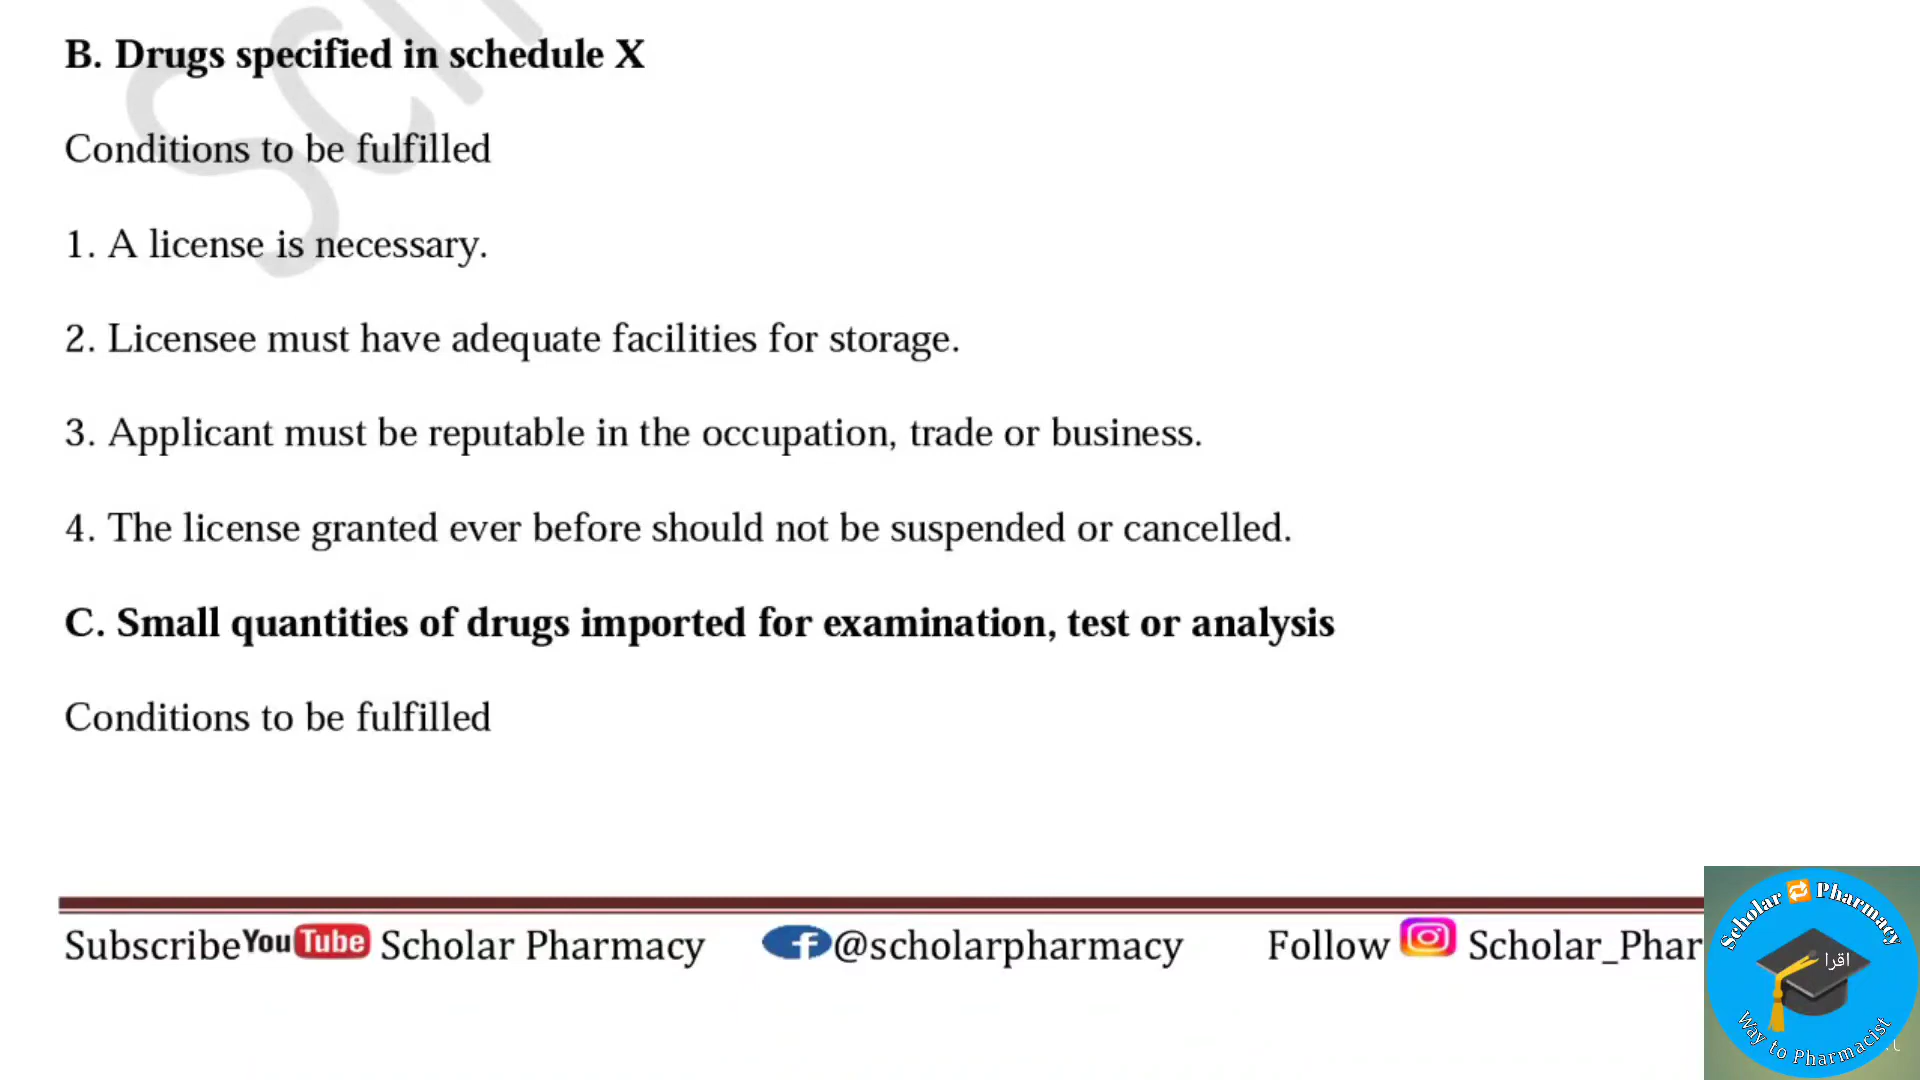 B. Drugs specified in schedule X
Conditions to be fulfilled
1. A license is necessary.
2. Licensee must have adequate facilities for storage.
3. Applicant must be reputable in the occupation, trade or business.
4. The license granted ever before should not be suspended or cancelled.
C. Small quantities of drugs imported for examination, test or analysis
Conditions to be fulfilled
Subscribe YouTube Scholar Pharmacy @scholarpharmacy Follow Scholar_Phar
Scholar Pharmacy
اقرا
Way to Pharmacist